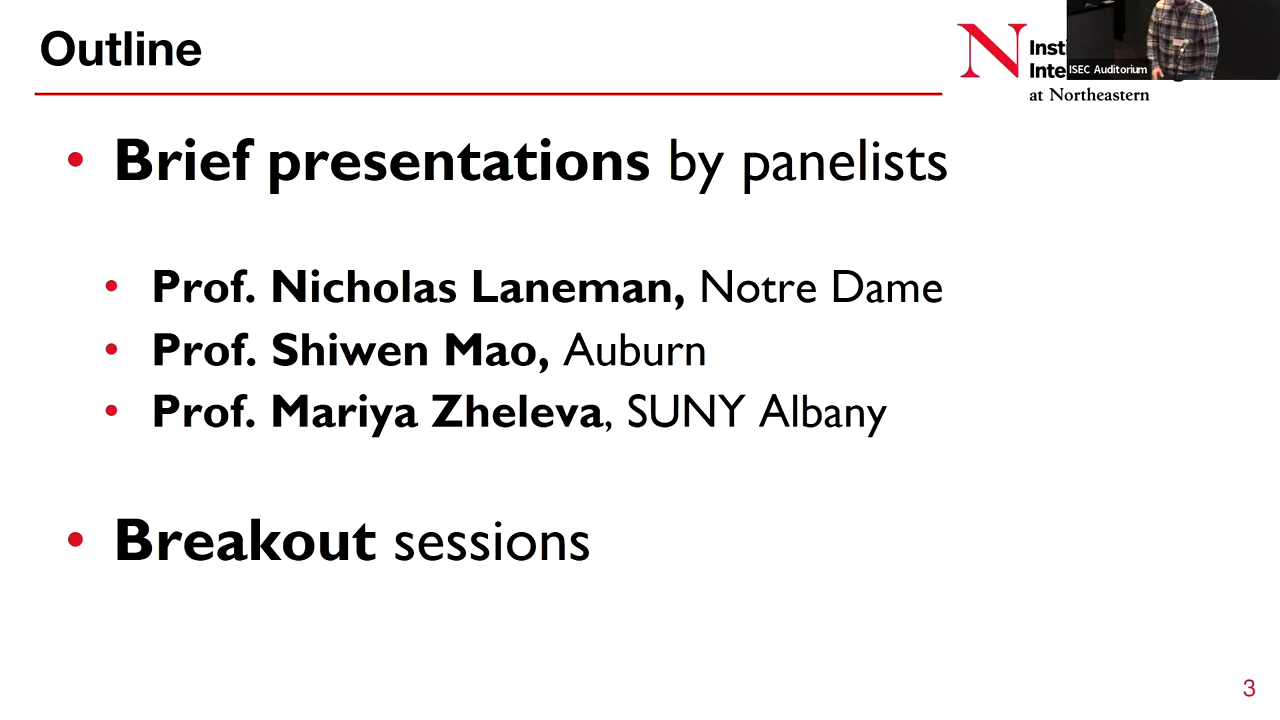 Outline
N
ISEC Auditorium
at Northeastern
• Brief presentations by panelists
• Prof. Nicholas Laneman, Notre Dame
• Prof. Shiwen Mao, Auburn
• Prof. Mariya Zheleva, SUNY Albany
• Breakout sessions
3